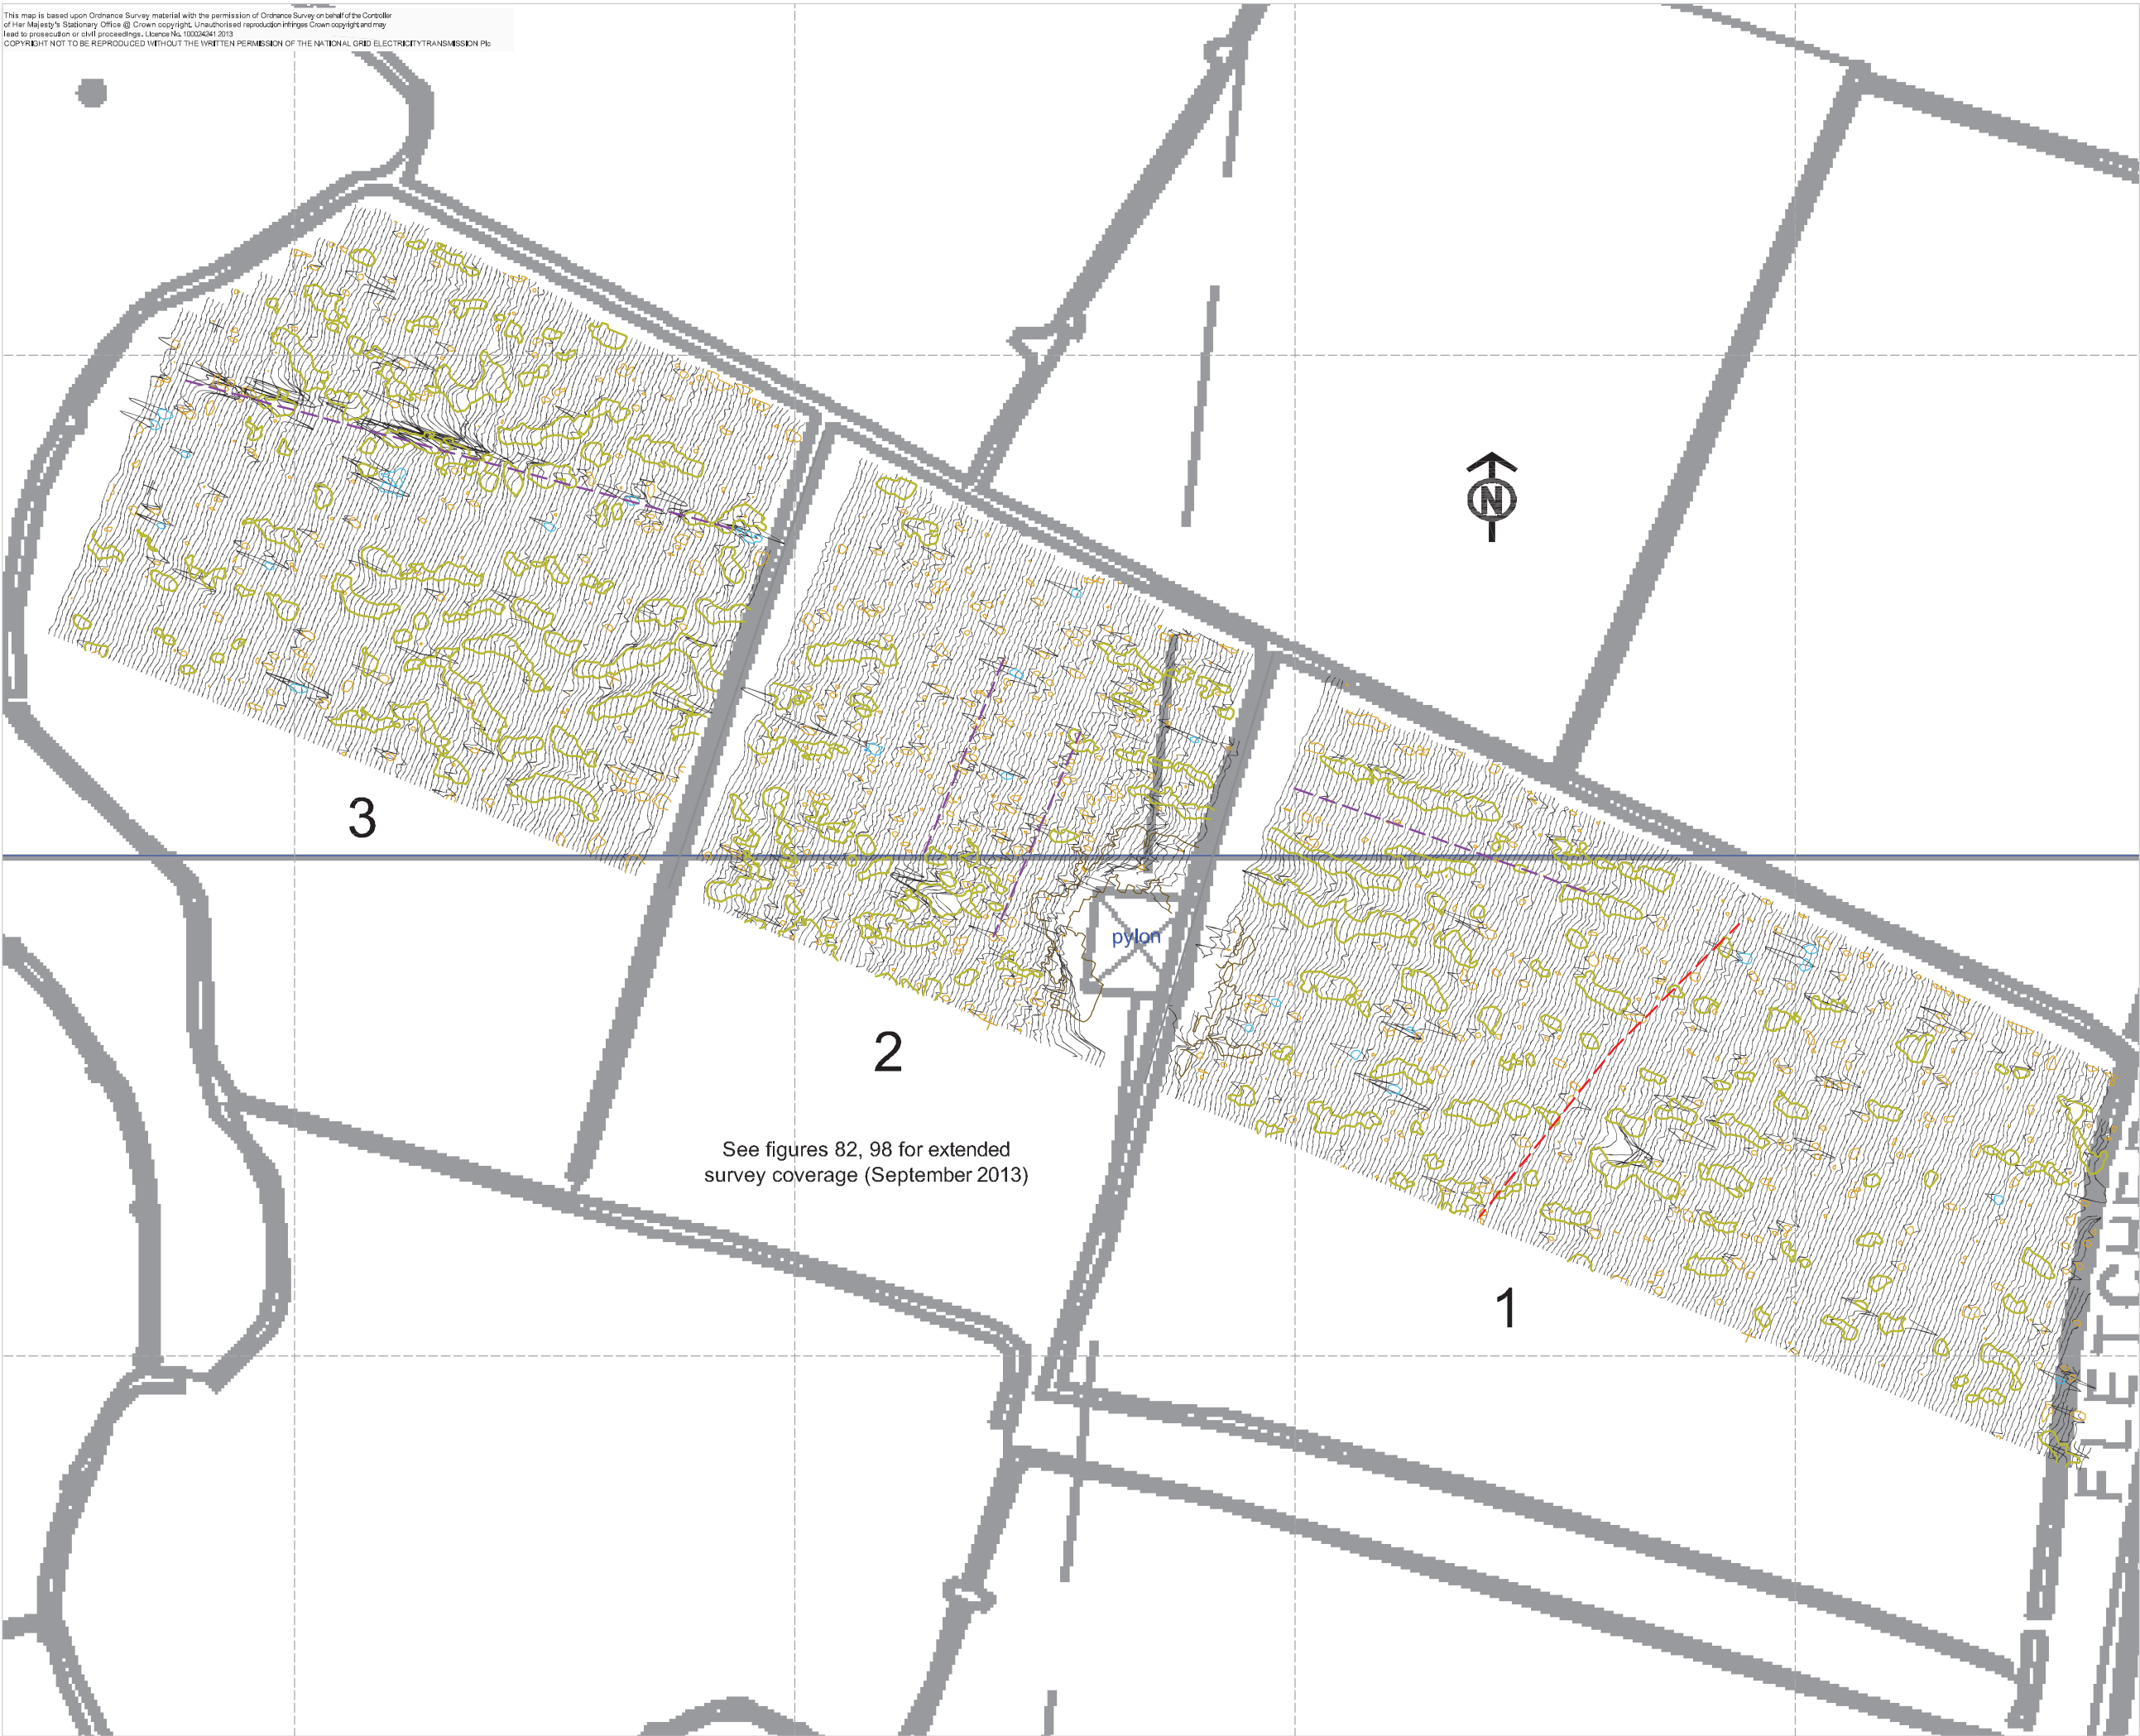 This map is based upon Ordnance Survey material with the permission of Ordnance Survey on behalf of the Controller
of Her Majesty's Stationary Office @ Crown copyright. Unauthorised reproduction infringes Crown copyright and may
lead to prosecution or civil proceedings. Licence No. 100024241 2013
COPYRIGHT NOT TO BE REPRODUCED WITHOUT THE WRITTEN PERMISSION OF THE NATIONAL GRID ELECTRICITY TRANSMISSION Plc
N
3
pylon
2
See figures 82, 98 for extended
survey coverage (September 2013)
1
FLETCHE